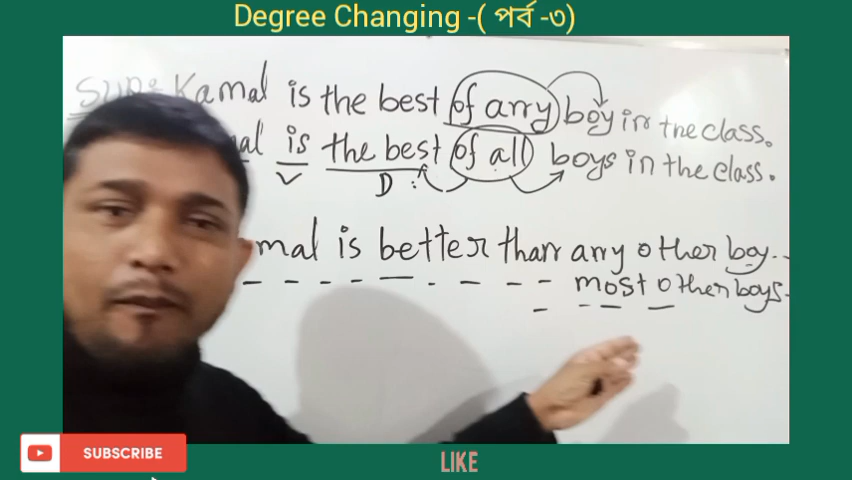 Degree Changing -( পর্ব -৩)
Kamal is the best of any boy in the class.
is the best of all boys in the class.
V D
mal is better than any other boy...
most other boys.
SUBSCRIBE
LIKE